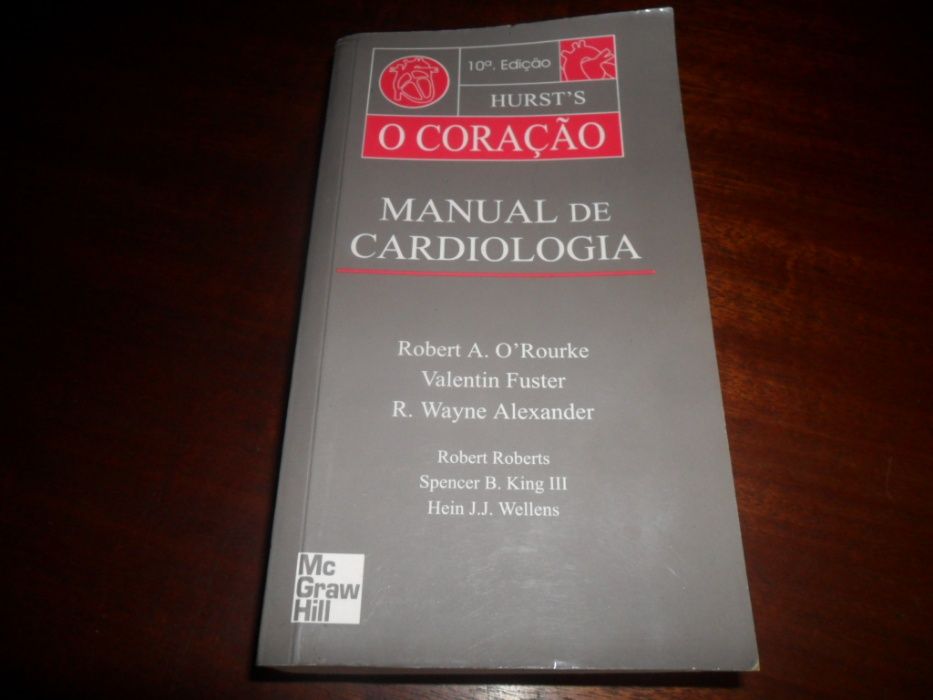 10ª. Edição
HURST'S
O CORAÇÃO
MANUAL DE
CARDIOLOGIA
Robert A. O'Rourke
Valentin Fuster
R. Wayne Alexander
Robert Roberts
Spencer B. King III
Hein J.J. Wellens
Mc
Graw
Hill